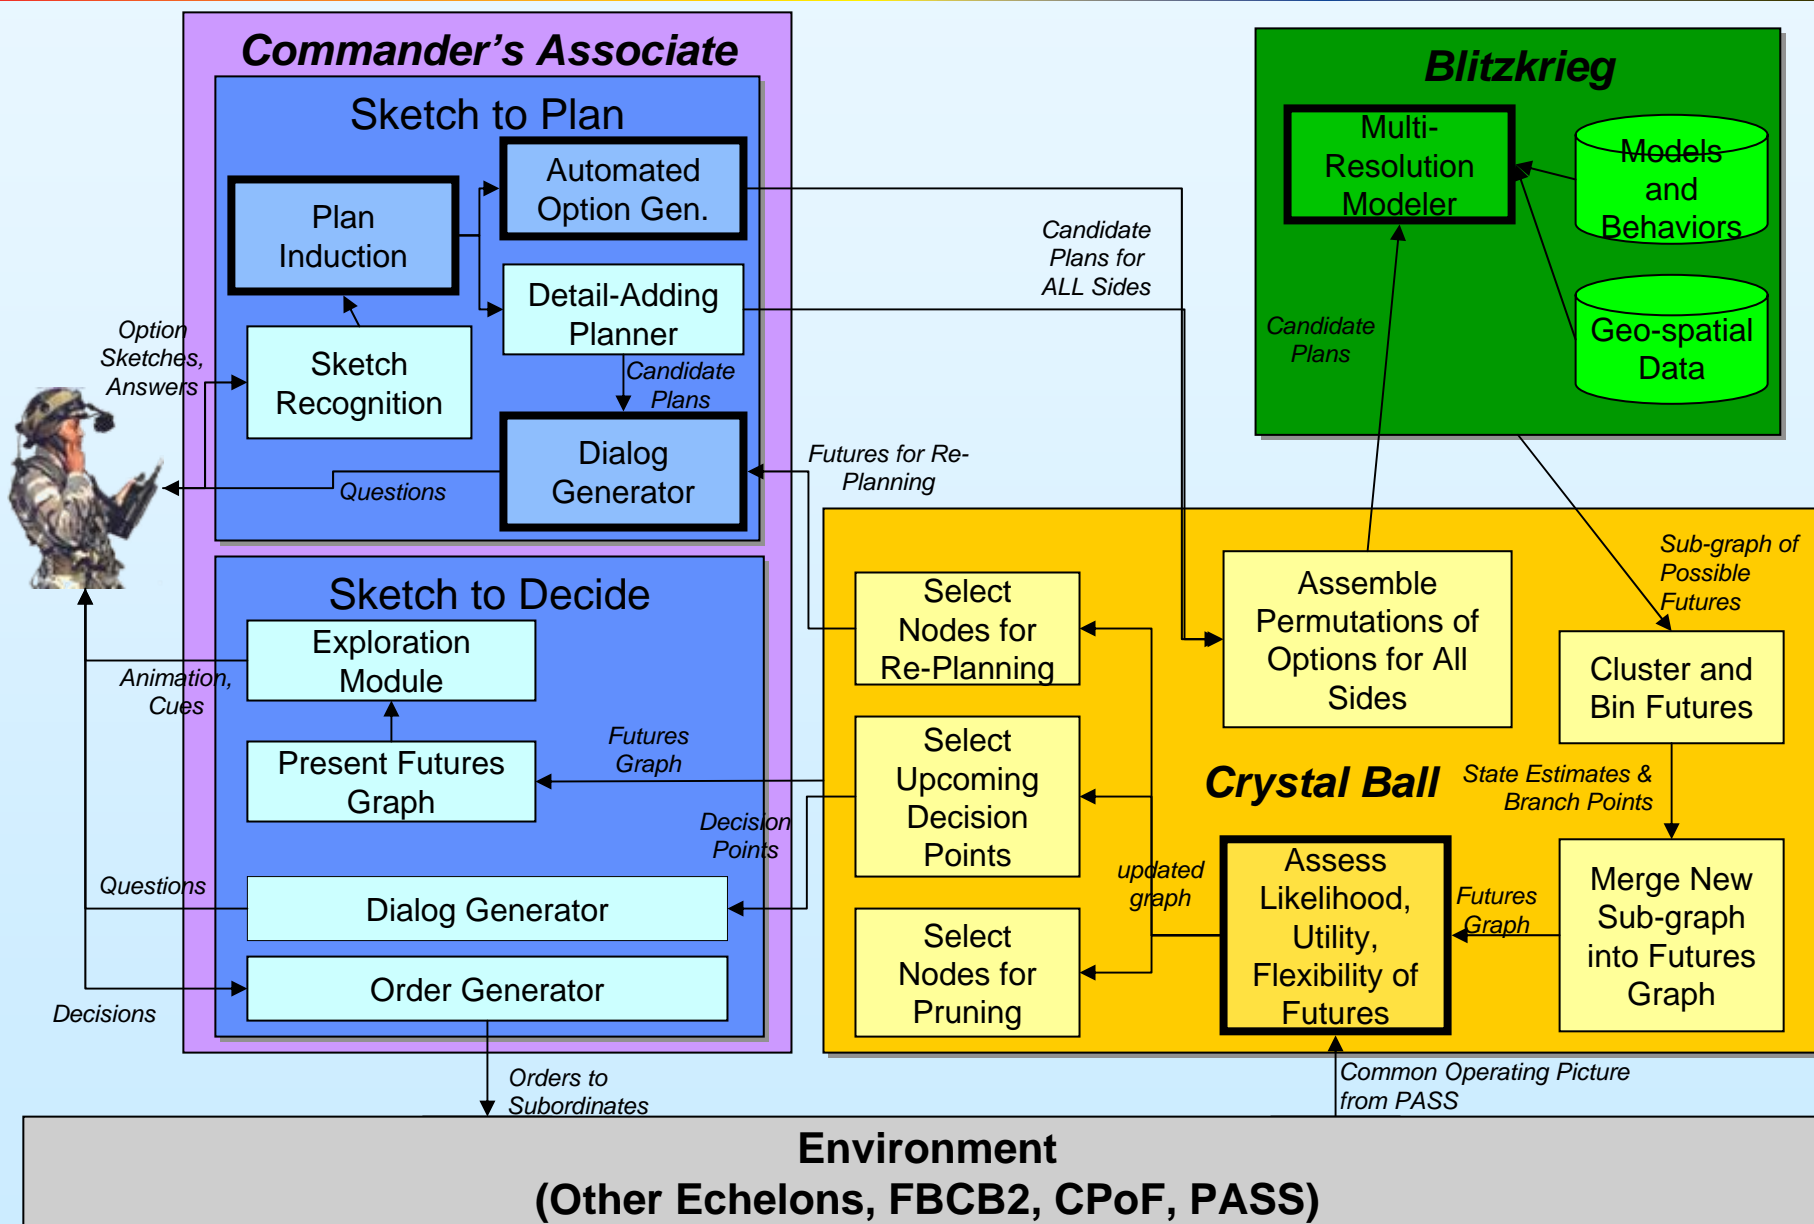 Commander's Associate
Sketch to Plan
Automated
Option Gen.
Plan
Induction
Detail-Adding
Planner
Option
Sketches,
Answers
Sketch
Recognition
Candidate
Plans
Dialog
Generator
Questions
Candidate
Plans for
ALL Sides
Futures for Re-
Planning
Blitzkrieg
Multi-
Resolution
Modeler
Models
and
Behaviors
Geo-spatial
Data
Candidate
Plans
Sub-graph of
Possible
Futures
Sketch to Decide
Exploration
Module
Animation,
Cues
Present Futures
Graph
Futures
Graph
Decision
Points
Questions
Dialog Generator
Order Generator
Decisions
Orders to
Subordinates
Select
Nodes for
Re-Planning
Select
Upcoming
Decision
Points
Select
Nodes for
Pruning
updated
graph
Assemble
Permutations of
Options for All
Sides
Crystal Ball
Cluster and
Bin Futures
State Estimates &
Branch Points
Assess
Likelihood,
Utility,
Flexibility of
Futures
Futures
Graph
Merge New
Sub-graph
into Futures
Graph
Common Operating Picture
from PASS
Environment
(Other Echelons, FBCB2, CPoF, PASS)